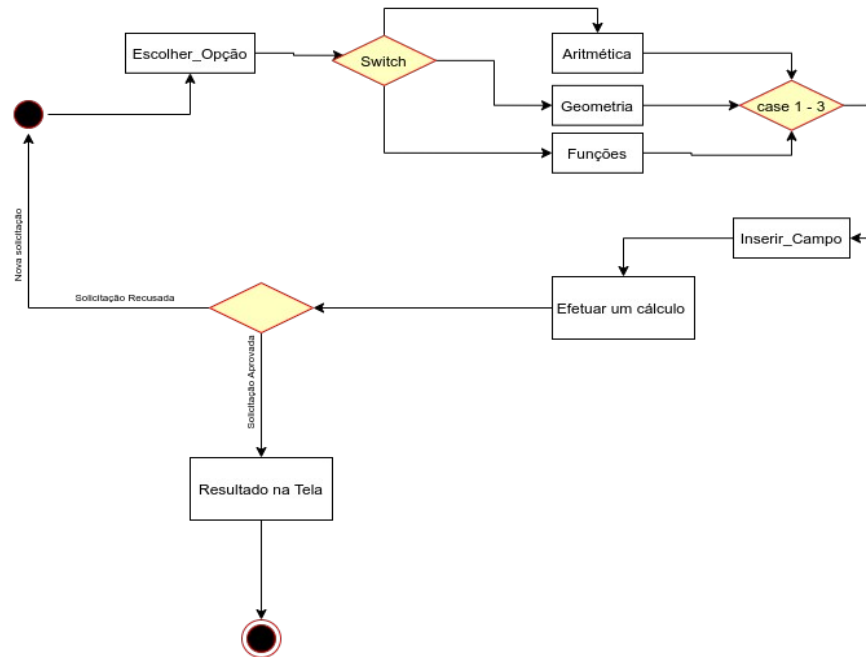 Escolher_Opção
Switch
Aritmética
Geometria
Funções
case 1 - 3
Inserir_Campo
Efetuar um cálculo
Solicitação Recusada
Nova solicitação
Solicitação Aprovada
Resultado na Tela